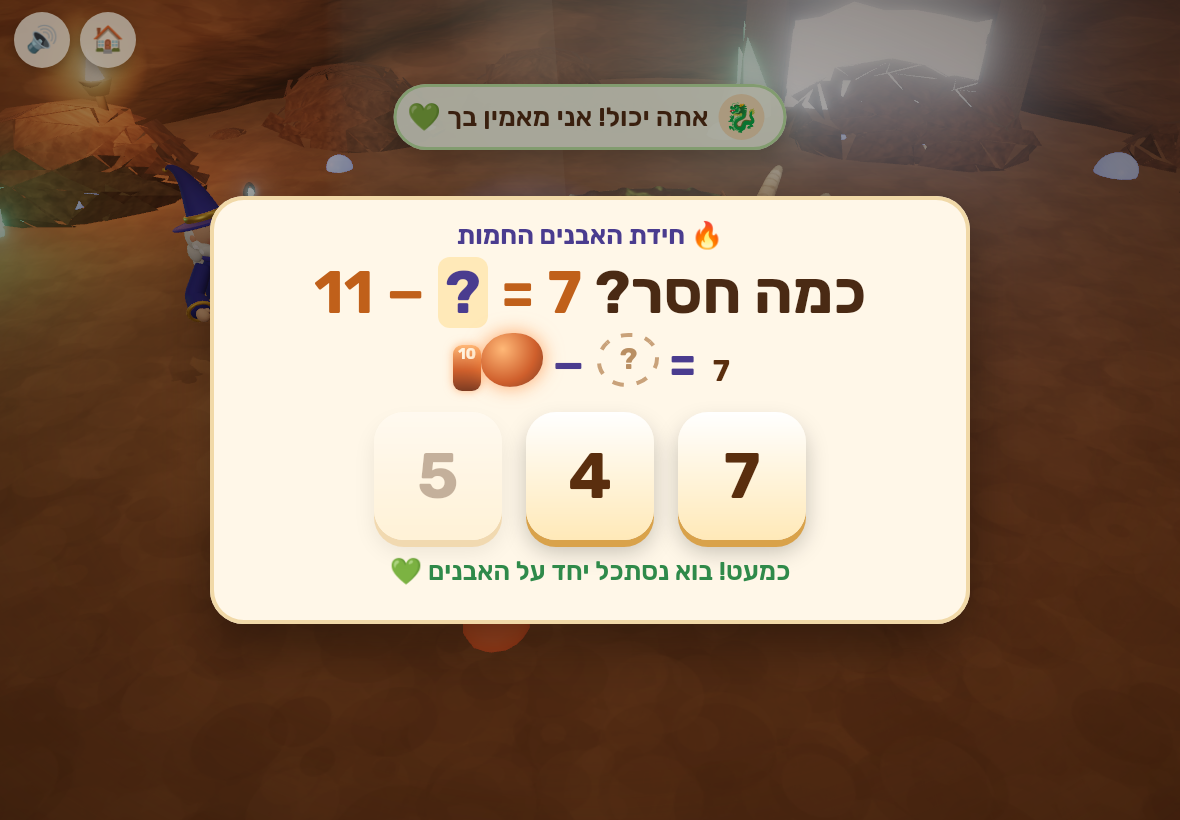 אתה יכול! אני מאמין בך
חידת האבנים החמות
כמה חסר? 11 − ? = 7
10 − ? = 7
5 4 7
כמעט! בוא נסתכל יחד על האבנים